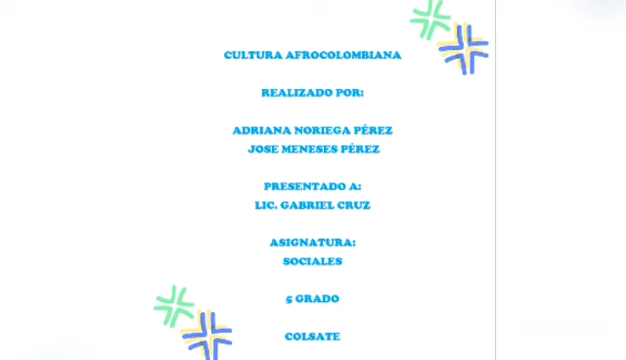 CULTURA AFROCOLOMBIANA
REALIZADO POR:
ADRIANA NORIEGA PÉREZ
JOSE MENESES PÉREZ
PRESENTADO A:
LIC. GABRIEL CRUZ
ASIGNATURA:
SOCIALES
5 GRADO
COLSATE